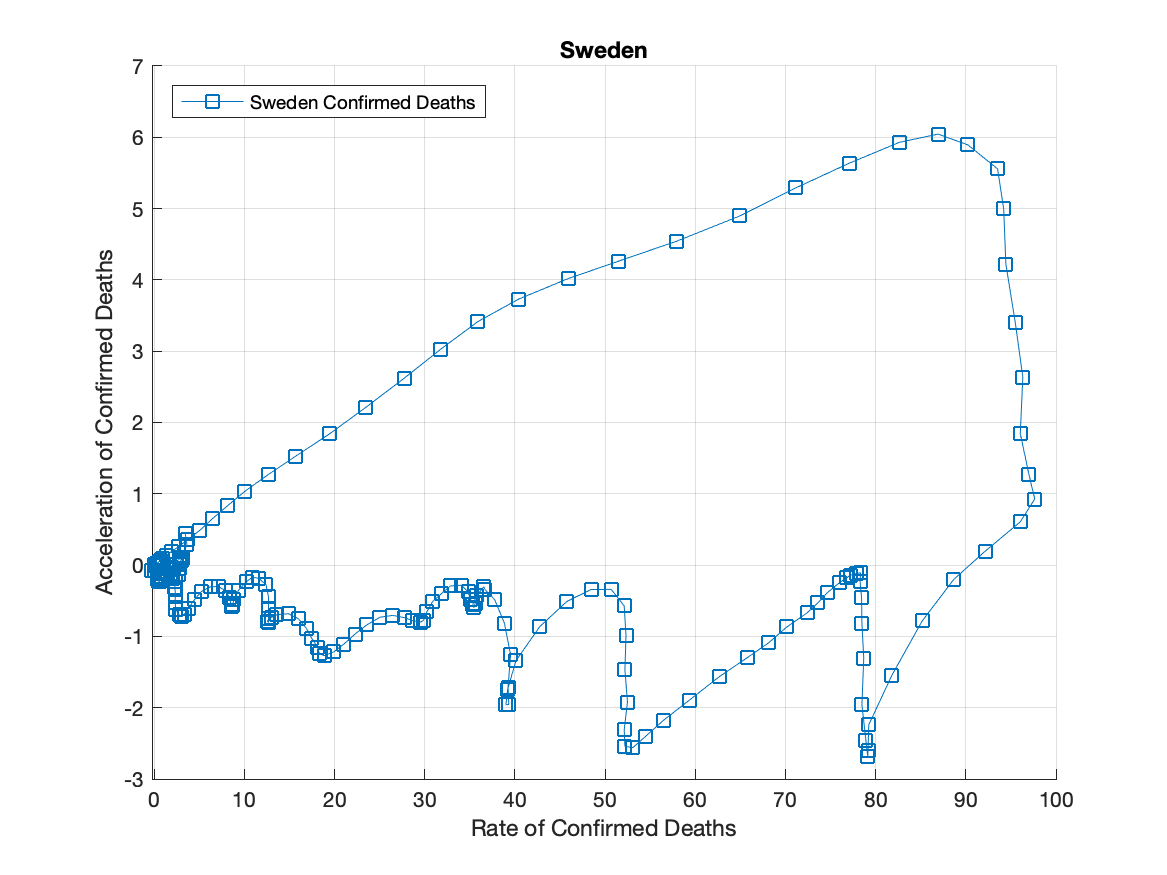 Sweden
7
Sweden Confirmed Deaths
6
5
4
3
2
1
0
-1
-2
-3
Acceleration of Confirmed Deaths
0 10 20 30 40 50 60 70 80 90 100
Rate of Confirmed Deaths